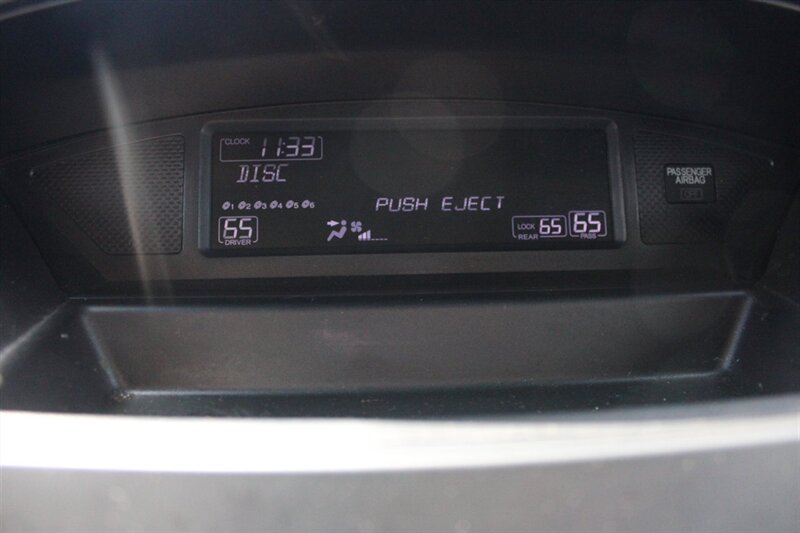 CLOCK 11:33
DISC
1 2 3 4 5 6
PUSH EJECT
65
DRIVER
LOCK 65
REAR
65
PASS
PASSENGER
AIRBAG
OFF